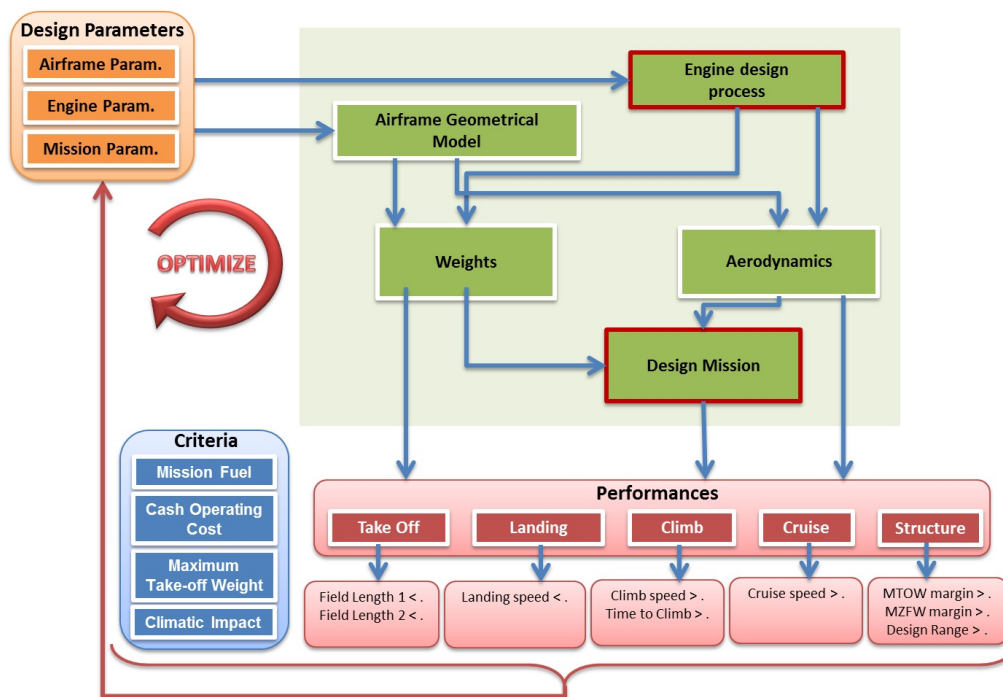 Design Parameters
Airframe Param.
Engine Param.
Mission Param.
Engine design
process
Airframe Geometrical
Model
OPTIMIZE
Weights
Aerodynamics
Design Mission
Criteria
Mission Fuel
Cash Operating
Cost
Maximum
Take-off Weight
Climatic Impact
Performances
Take Off
Landing
Climb
Cruise
Structure
Field Length 1 < .
Field Length 2 < .
Landing speed < .
Climb speed > .
Time to Climb > .
Cruise speed > .
MTOW margin > .
MZFW margin > .
Design Range > .